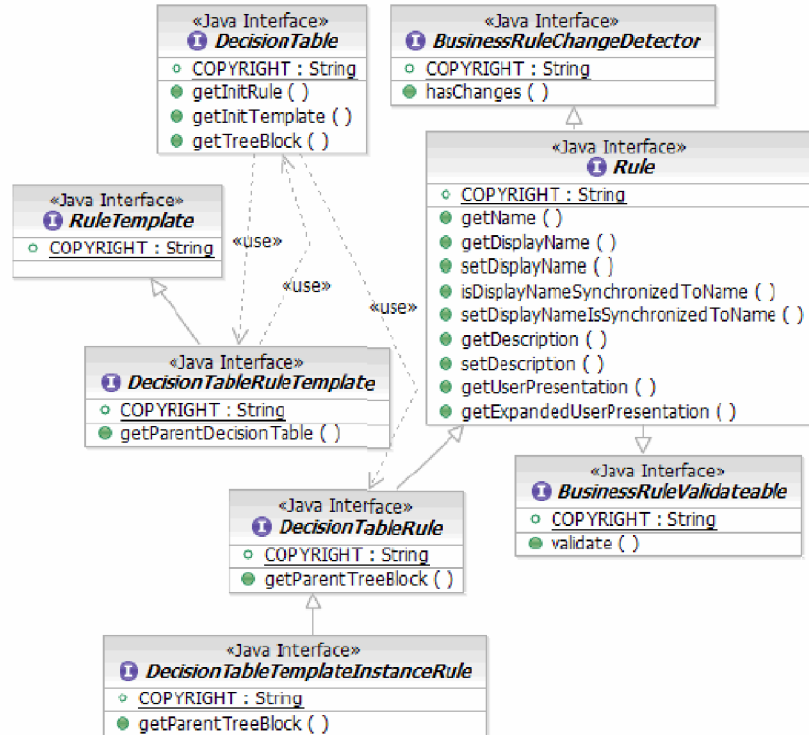 «Java Interface»
DecisionTable
COPYRIGHT : String
getInitRule ( )
getInitTemplate ( )
getTreeBlock ( )
«Java Interface»
BusinessRuleChangeDetector
COPYRIGHT : String
hasChanges ( )
«Java Interface»
Rule
COPYRIGHT : String
getName ( )
getDisplayName ( )
setDisplayName ( )
isDisplayNameSynchronizedToName ( )
setDisplayNameIsSynchronizedToName ( )
getDescription ( )
setDescription ( )
getUserPresentation ( )
getExpandedUserPresentation ( )
«Java Interface»
RuleTemplate
COPYRIGHT : String
«use»
«use»
«use»
«Java Interface»
DecisionTableRuleTemplate
COPYRIGHT : String
getParentDecisionTable ( )
«Java Interface»
BusinessRuleValidateable
COPYRIGHT : String
validate ( )
«Java Interface»
DecisionTableRule
COPYRIGHT : String
getParentTreeBlock ( )
«Java Interface»
DecisionTableTemplateInstanceRule
COPYRIGHT : String
getParentTreeBlock ( )